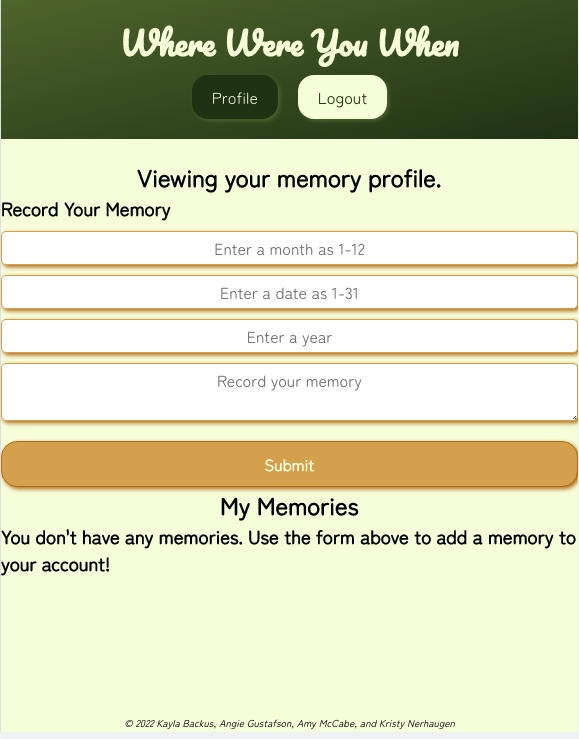 Where Were You When
Profile
Logout
Viewing your memory profile.
Record Your Memory
Enter a month as 1-12
Enter a date as 1-31
Enter a year
Record your memory
Submit
My Memories
You don't have any memories. Use the form above to add a memory to
your account!
© 2022 Kayla Backus, Angie Gustafson, Amy McCabe, and Kristy Nerhaugen